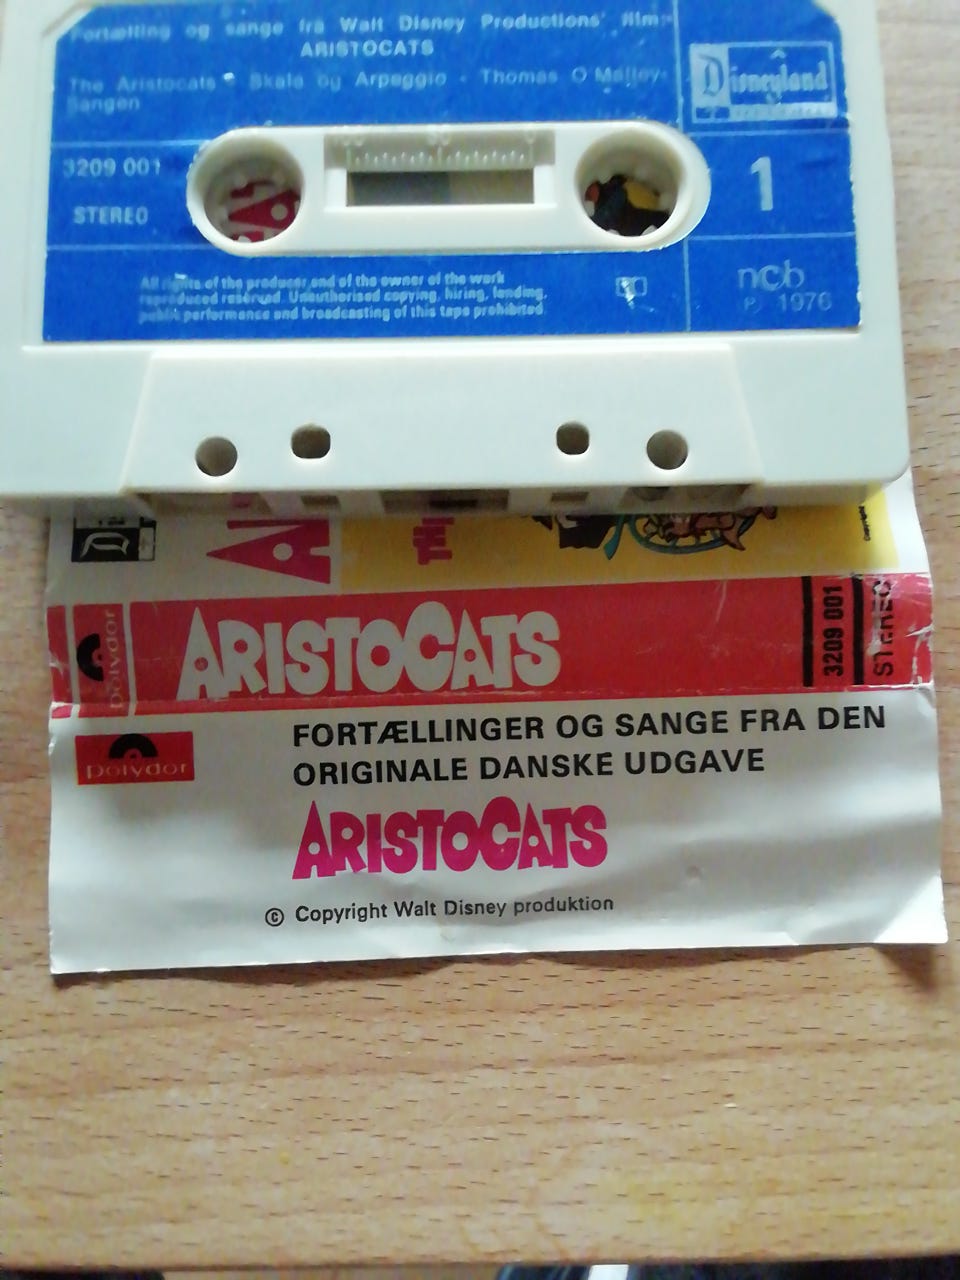 Fortælling og sange fra Walt Disney Productions' film:
ARISTOCATS
The Aristocats - Skala og Arpeggio - Thomas O'Malley-
Sangen
Disneyland
3209 001
STEREO
1
All rights of the producer and of the owner of the work
reproduced reserved. Unauthorised copying, hiring, lending,
public performance and broadcasting of this tape prohibited.
ncb
P 1976
D
A
TH
Copyright
polydor
ARISTOCATS
3209 001
STEREO
polydor
FORTÆLLINGER OG SANGE FRA DEN
ORIGINALE DANSKE UDGAVE
ARISTOCATS
© Copyright Walt Disney produktion